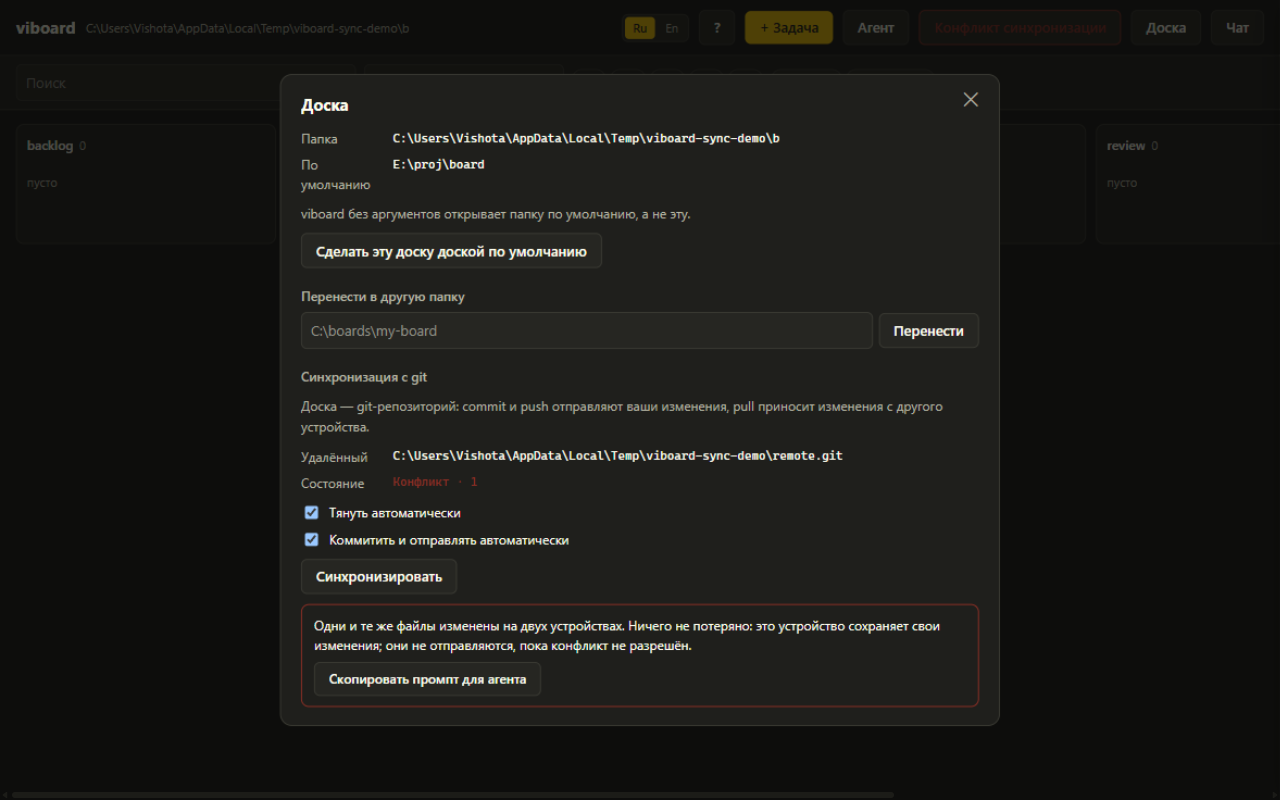 viboard C:\Users\Vishota\AppData\Local\Temp\viboard-sync-demo\b Ru En ? + Задача Агент Конфликт синхронизации Доска Чат
Поиск
Доска
Папка C:\Users\Vishota\AppData\Local\Temp\viboard-sync-demo\b
По умолчанию E:\proj\board
viboard без аргументов открывает папку по умолчанию, а не эту.
Сделать эту доску доской по умолчанию
Перенести в другую папку
C:\boards\my-board Перенести
Синхронизация с git
Доска — git-репозиторий: commit и push отправляют ваши изменения, pull приносит изменения с другого
устройства.
Удалённый C:\Users\Vishota\AppData\Local\Temp\viboard-sync-demo\remote.git
Состояние Конфликт · 1
Тянуть автоматически
Коммитить и отправлять автоматически
Синхронизировать
Одни и те же файлы изменены на двух устройствах. Ничего не потеряно: это устройство сохраняет свои
изменения; они не отправляются, пока конфликт не разрешён.
Скопировать промпт для агента
backlog 0
пусто
review 0
пусто